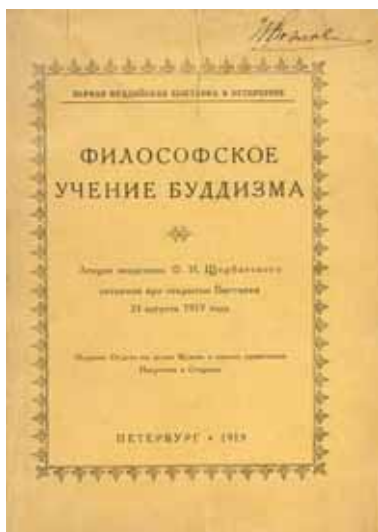 ПЕРВАЯ БУДДИЙСКАЯ ВЫСТАВКА В ПЕТЕРБУРГЕ
ФИЛОСОФСКОЕ
УЧЕНИЕ БУДДИЗМА
Лекция академика Ф. И. Щербатского
читанная при открытии Выставки
24 августа 1919 года
Издание Отдела по делам Музеев и охране памятников
Искусства и Старины
ПЕТЕРБУРГ • 1919